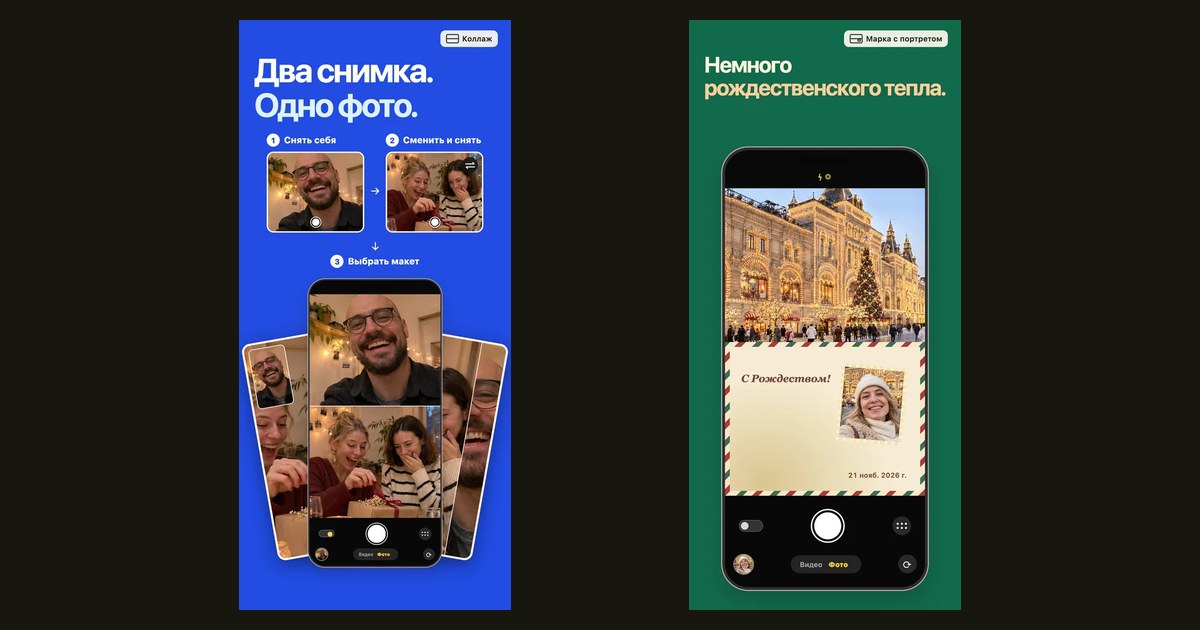 Коллаж
Два снимка.
Одно фото.
1 Снять себя
2 Сменить и снять
3 Выбрать макет
Видео Фото
Марка с портретом
Немного
рождественского тепла.
С Рождеством!
21 нояб. 2026 г.
Видео Фото